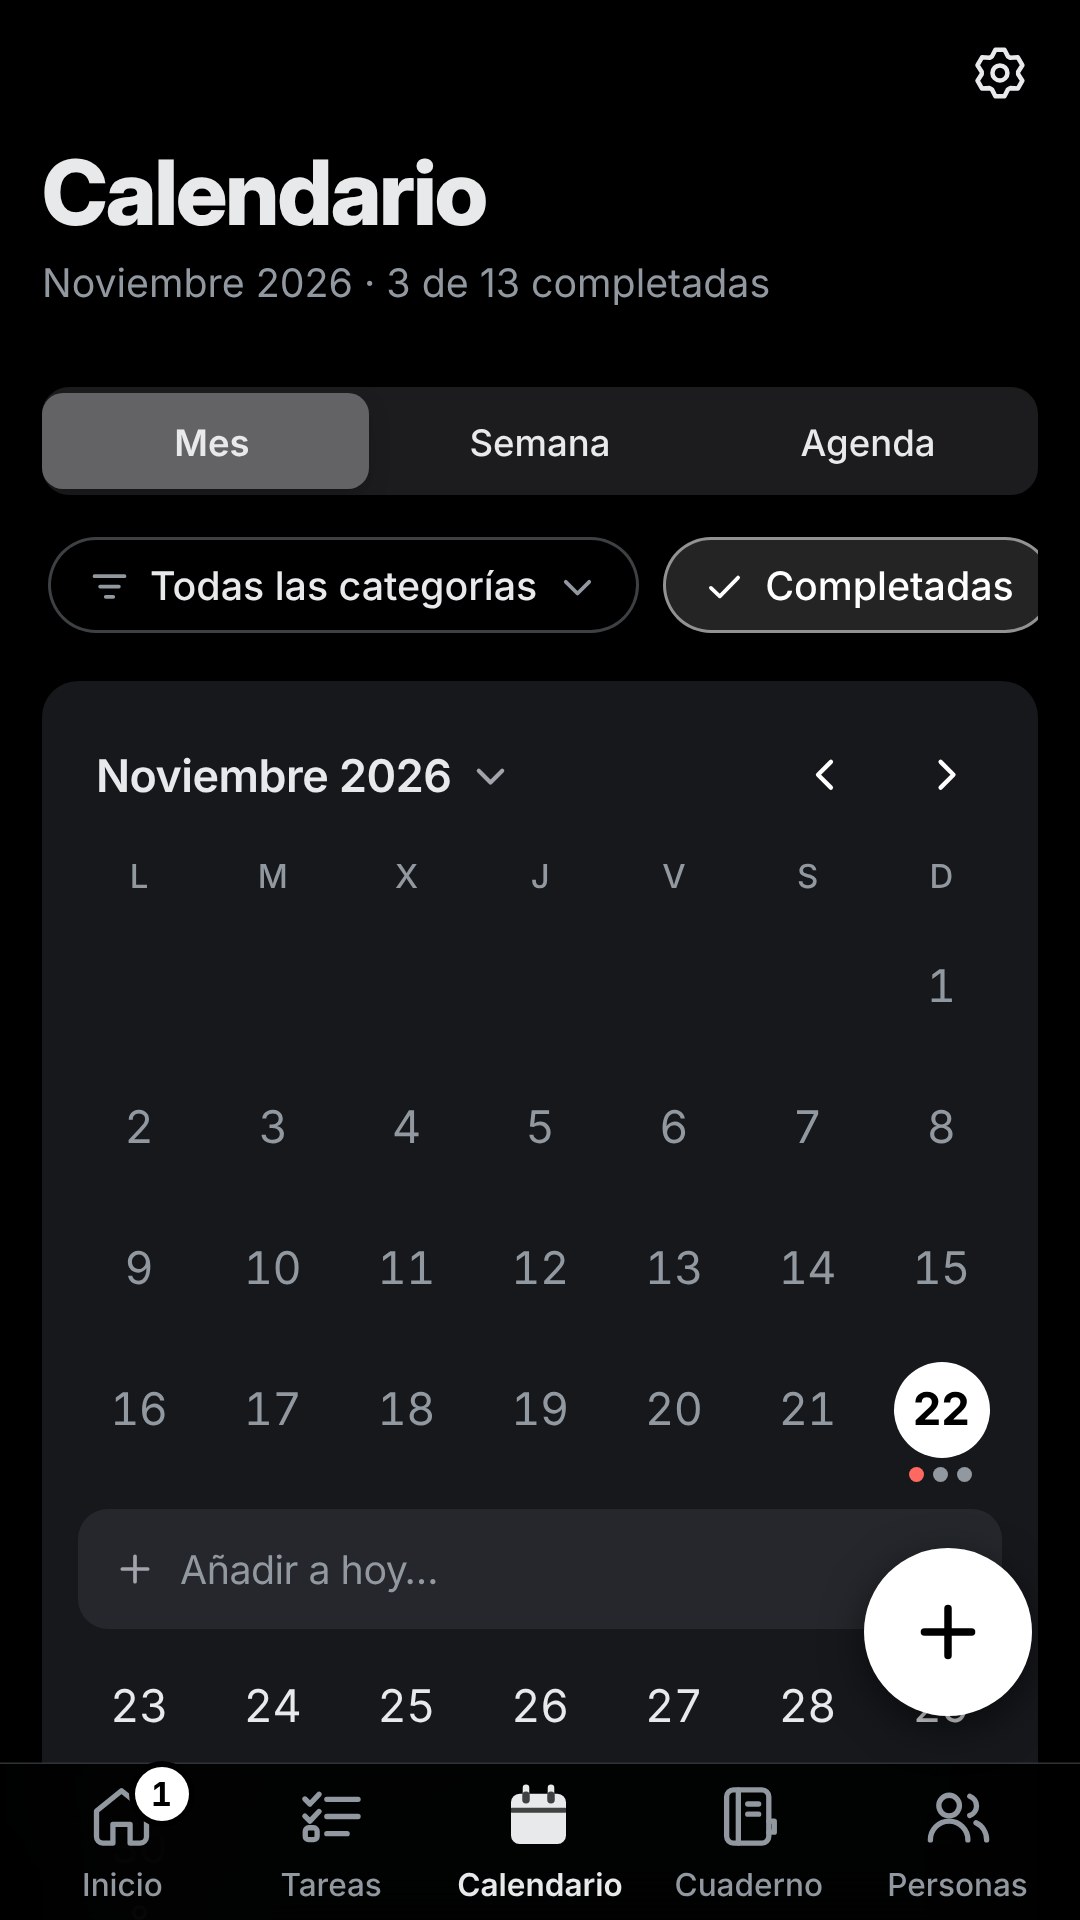 Calendario
Noviembre 2026 · 3 de 13 completadas
Mes Semana Agenda
Todas las categorías Completadas
Noviembre 2026
L M X J V S D
1
2 3 4 5 6 7 8
9 10 11 12 13 14 15
16 17 18 19 20 21 22
Añadir a hoy...
23 24 25 26 27 28
1
Inicio Tareas Calendario Cuaderno Personas